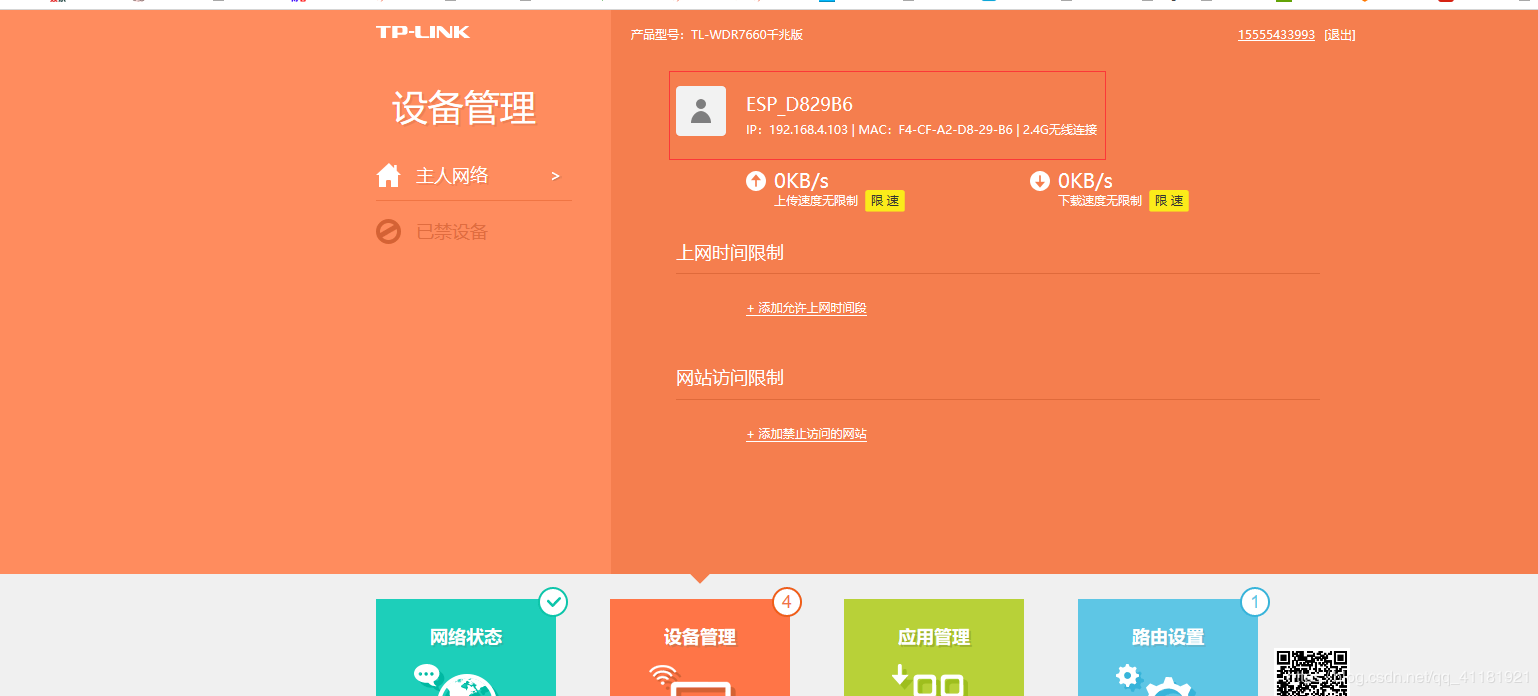 TP-LINK
产品型号：TL-WDR7660千兆版
15555433993 [退出]
设备管理
主人网络 >
已禁设备
ESP_D829B6
IP：192.168.4.103 | MAC：F4-CF-A2-D8-29-B6 | 2.4G无线连接
0KB/s
上传速度无限制 限 速
0KB/s
下载速度无限制 限 速
上网时间限制
+ 添加允许上网时间段
网站访问限制
+ 添加禁止访问的网站
网络状态
4
设备管理
应用管理
1
路由设置
blog.csdn.net/qq_41181921